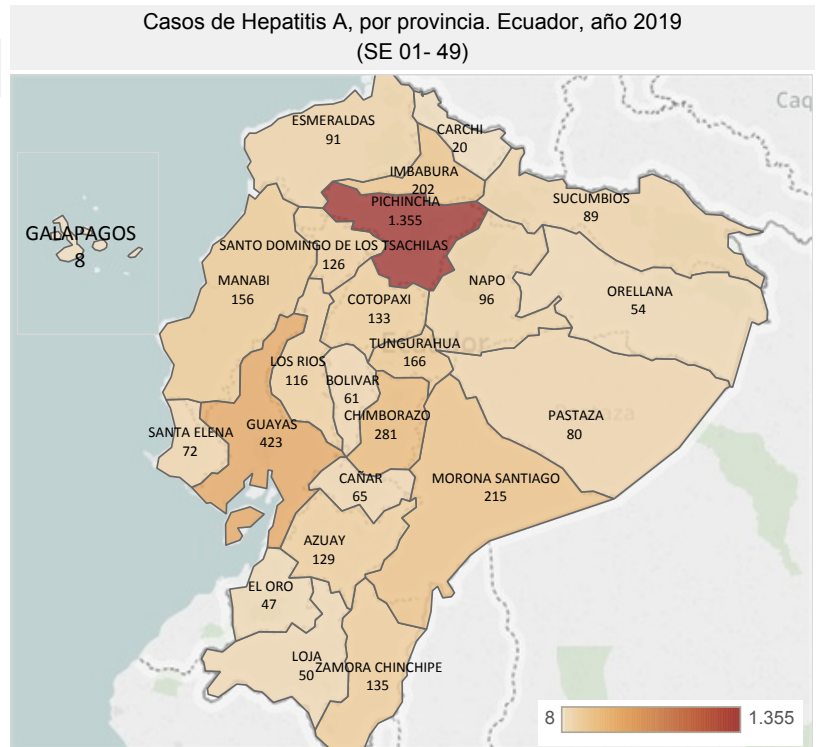 Casos de Hepatitis A, por provincia. Ecuador, año 2019
(SE 01- 49)
Caq
ESMERALDAS
91
CARCHI
20
IMBABURA
202
PICHINCHA
1.355
SUCUMBIOS
89
GALAPAGOS
8
SANTO DOMINGO DE LOS TSACHILAS
126
MANABI
156
NAPO
96
ORELLANA
54
COTOPAXI
133
Ecuador
TUNGURAHUA
166
LOS RIOS
116
BOLIVAR
61
CHIMBORAZO
281
PASTAZA
80
SANTA ELENA
72
GUAYAS
423
CAÑAR
65
MORONA SANTIAGO
215
AZUAY
129
EL ORO
47
LOJA
50
ZAMORA CHINCHIPE
135
8
1.355